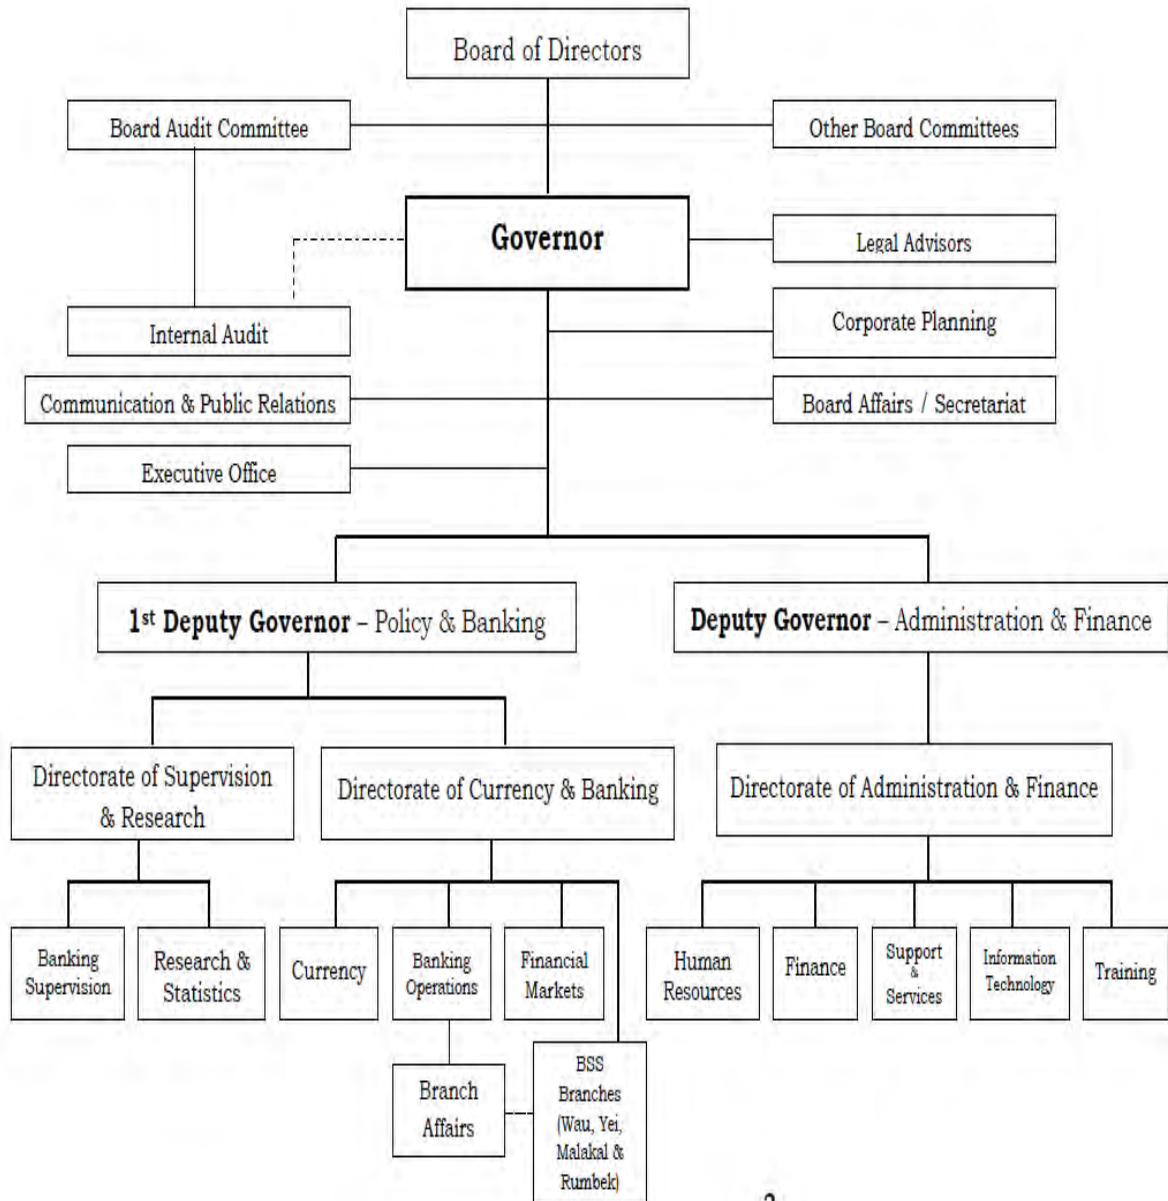 Board of Directors
Board Audit Committee
Other Board Committees
Governor
Legal Advisors
Internal Audit
Corporate Planning
Communication & Public Relations
Board Affairs / Secretariat
Executive Office
1st Deputy Governor – Policy & Banking
Deputy Governor – Administration & Finance
Directorate of Supervision
& Research
Directorate of Currency & Banking
Directorate of Administration & Finance
Banking
Supervision
Research &
Statistics
Currency
Banking
Operations
Financial
Markets
Human
Resources
Finance
Support
&
Services
Information
Technology
Training
Branch
Affairs
BSS
Branches
(Wau, Yei,
Malakal &
Rumbek)